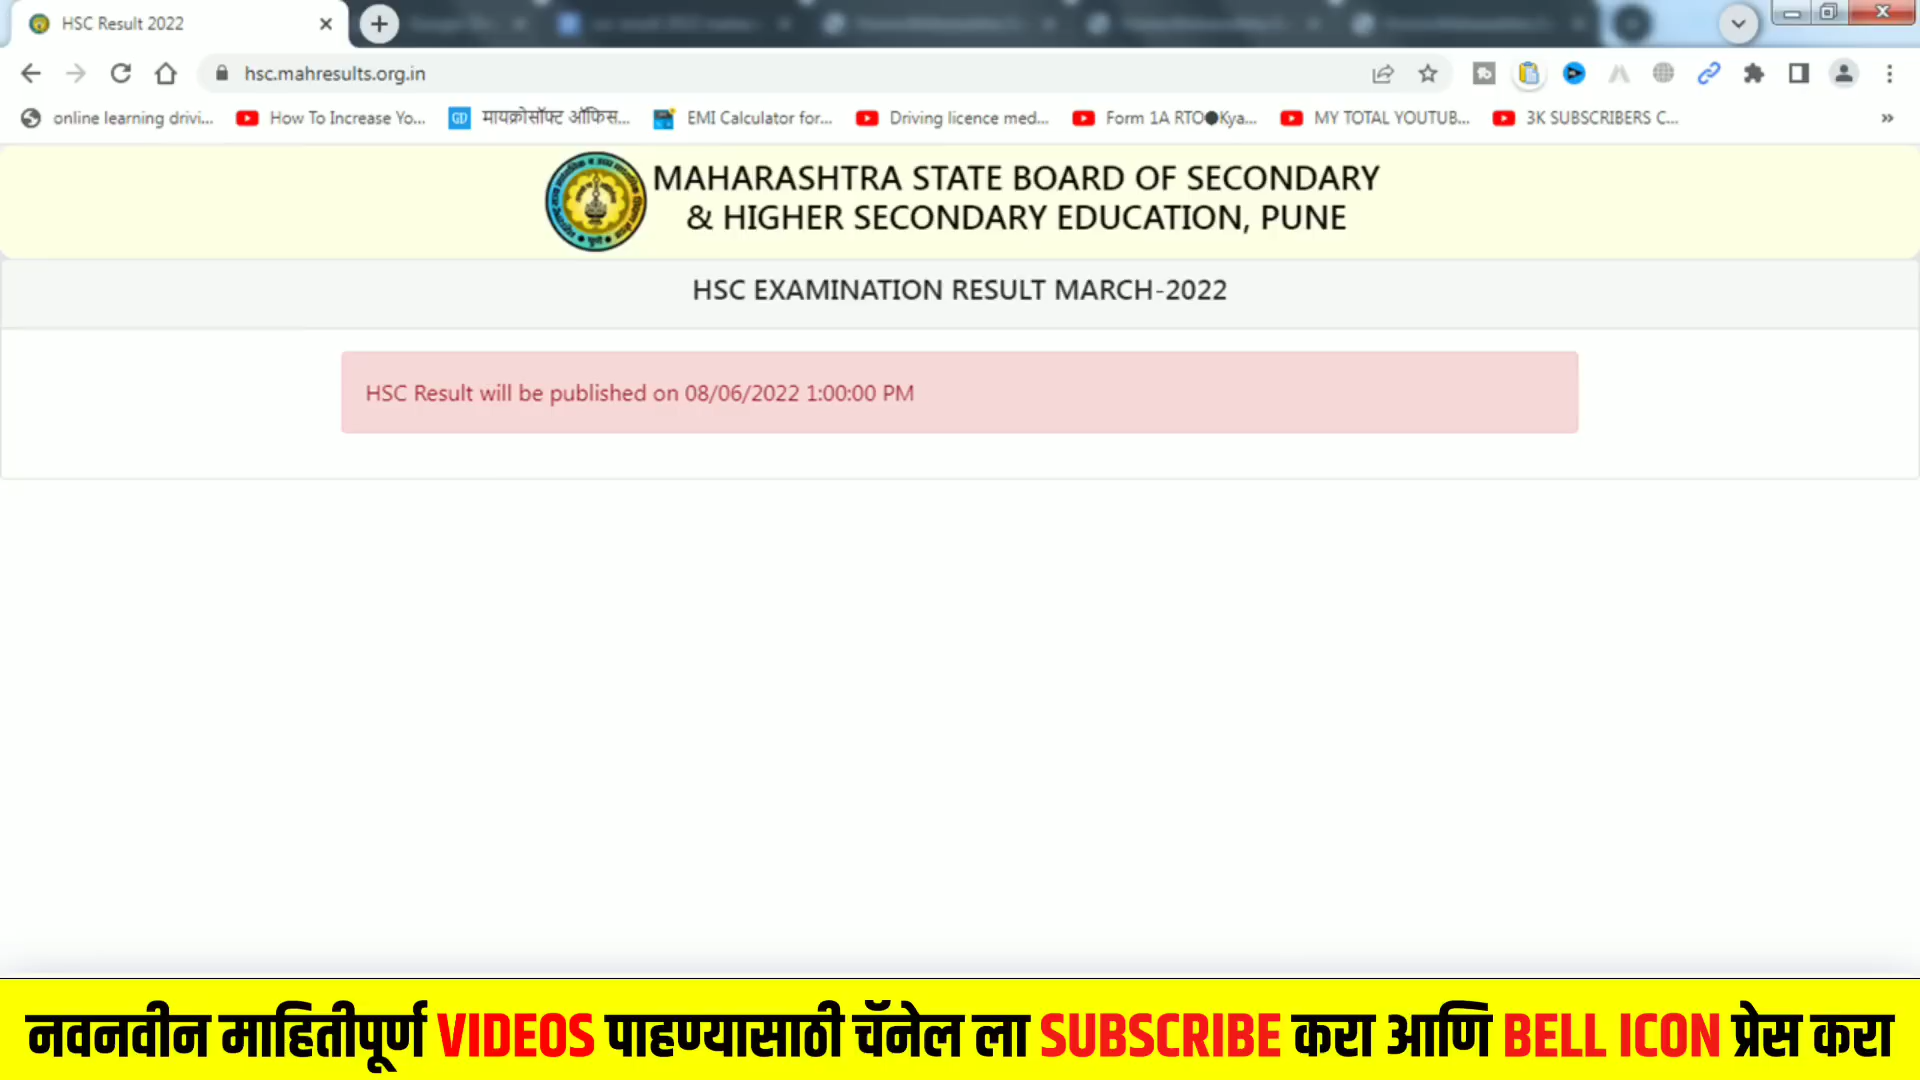 HSC Result 2022
hsc.mahresults.org.in
online learning drivi... How To Increase Yo... GD मायक्रोसॉफ्ट ऑफिस... EMI Calculator for... Driving licence med... Form 1A RTO●Kya... MY TOTAL YOUTUB... 3K SUBSCRIBERS C... »
MAHARASHTRA STATE BOARD OF SECONDARY
& HIGHER SECONDARY EDUCATION, PUNE
HSC EXAMINATION RESULT MARCH-2022
HSC Result will be published on 08/06/2022 1:00:00 PM
नवनवीन माहितीपूर्ण VIDEOS पाहण्यासाठी चॅनेल ला SUBSCRIBE करा आणि BELL ICON प्रेस करा